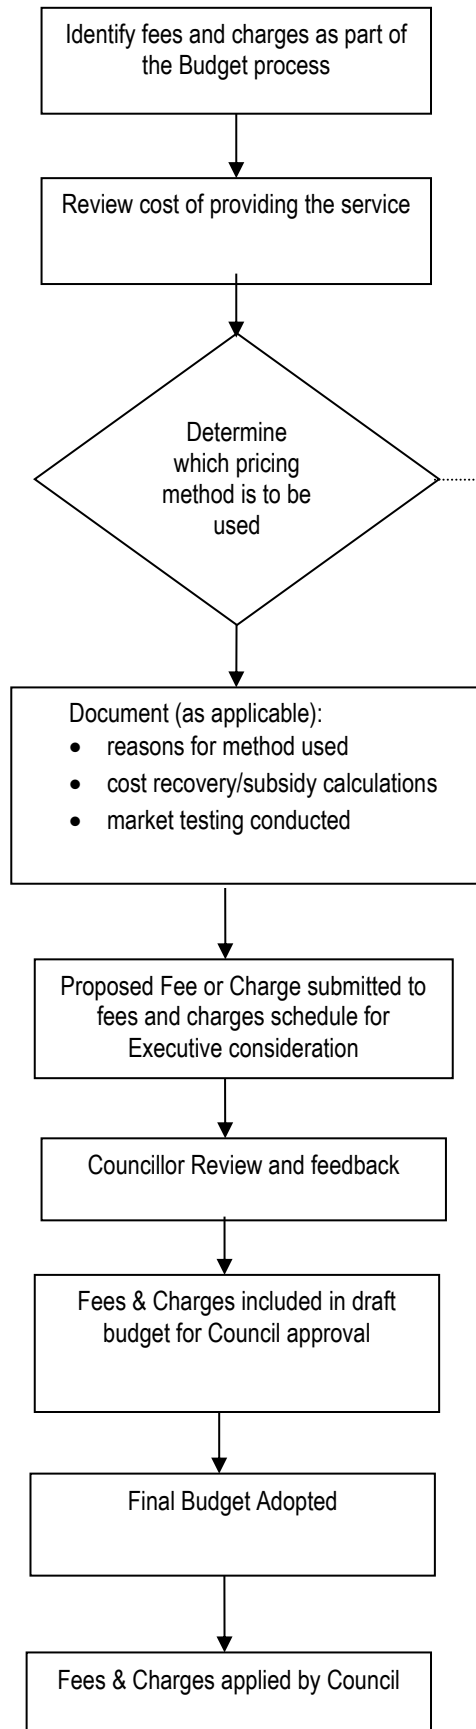 Identify fees and charges as part of
the Budget process
Review cost of providing the service
Determine
which pricing
method is to be
used
Document (as applicable):
• reasons for method used
• cost recovery/subsidy calculations
• market testing conducted
Proposed Fee or Charge submitted to
fees and charges schedule for
Executive consideration
Councillor Review and feedback
Fees & Charges included in draft
budget for Council approval
Final Budget Adopted
Fees & Charges applied by Council